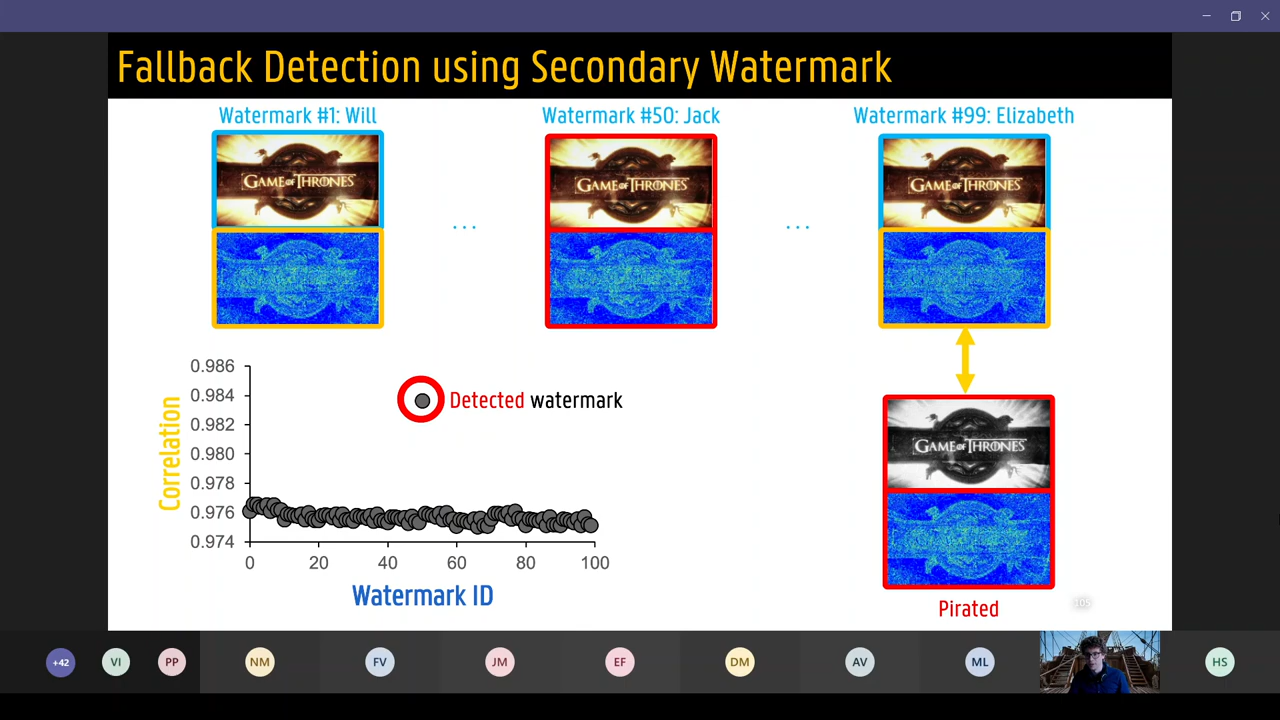 Fallback Detection using Secondary Watermark
Watermark #1: Will
Watermark #50: Jack
Watermark #99: Elizabeth
GAME OF THRONES
GAME OF THRONES
GAME OF THRONES
...
...
0.986
0.984
0.982
0.980
0.978
0.976
0.974
Correlation
Detected watermark
0
20
40
60
80
100
Watermark ID
GAME OF THRONES
Pirated
105
+42
VI
PP
NM
FV
JM
EF
DM
AV
ML
HS